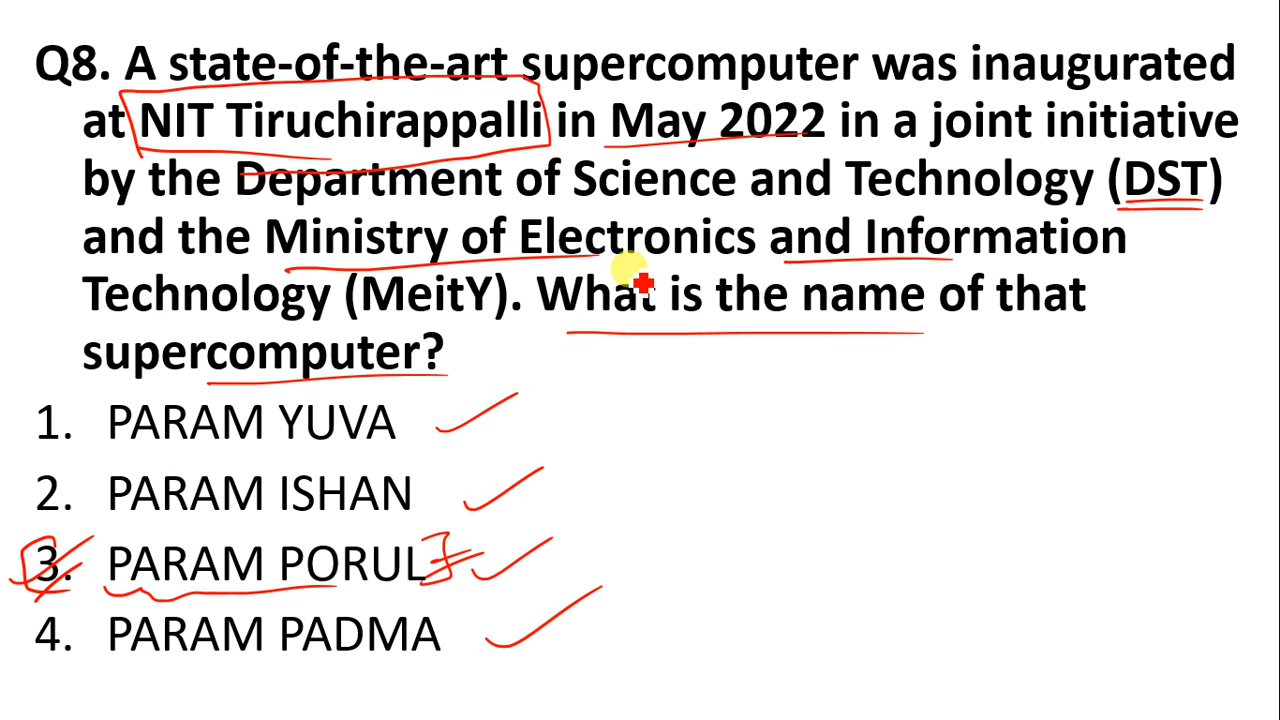 Q8. A state-of-the-art supercomputer was inaugurated
at NIT Tiruchirappalli in May 2022 in a joint initiative
by the Department of Science and Technology (DST)
and the Ministry of Electronics and Information
Technology (MeitY). What is the name of that
supercomputer?
1. PARAM YUVA
2. PARAM ISHAN
3. PARAM PORUL
4. PARAM PADMA